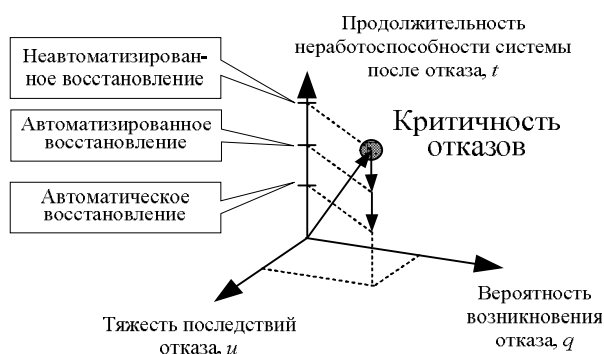 Продолжительность
неработоспособности системы
после отказа, t
Неавтоматизирован-
ное восстановление
Автоматизированное
восстановление
Автоматическое
восстановление
Критичность
отказов
Тяжесть последствий
отказа, u
Вероятность
возникновения
отказа, q